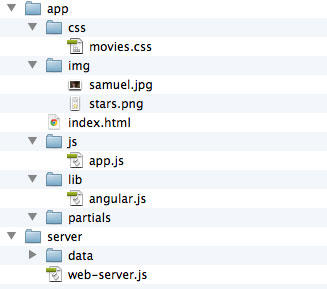 app
css
movies.css
img
samuel.jpg
stars.png
index.html
js
app.js
lib
angular.js
partials
server
data
web-server.js